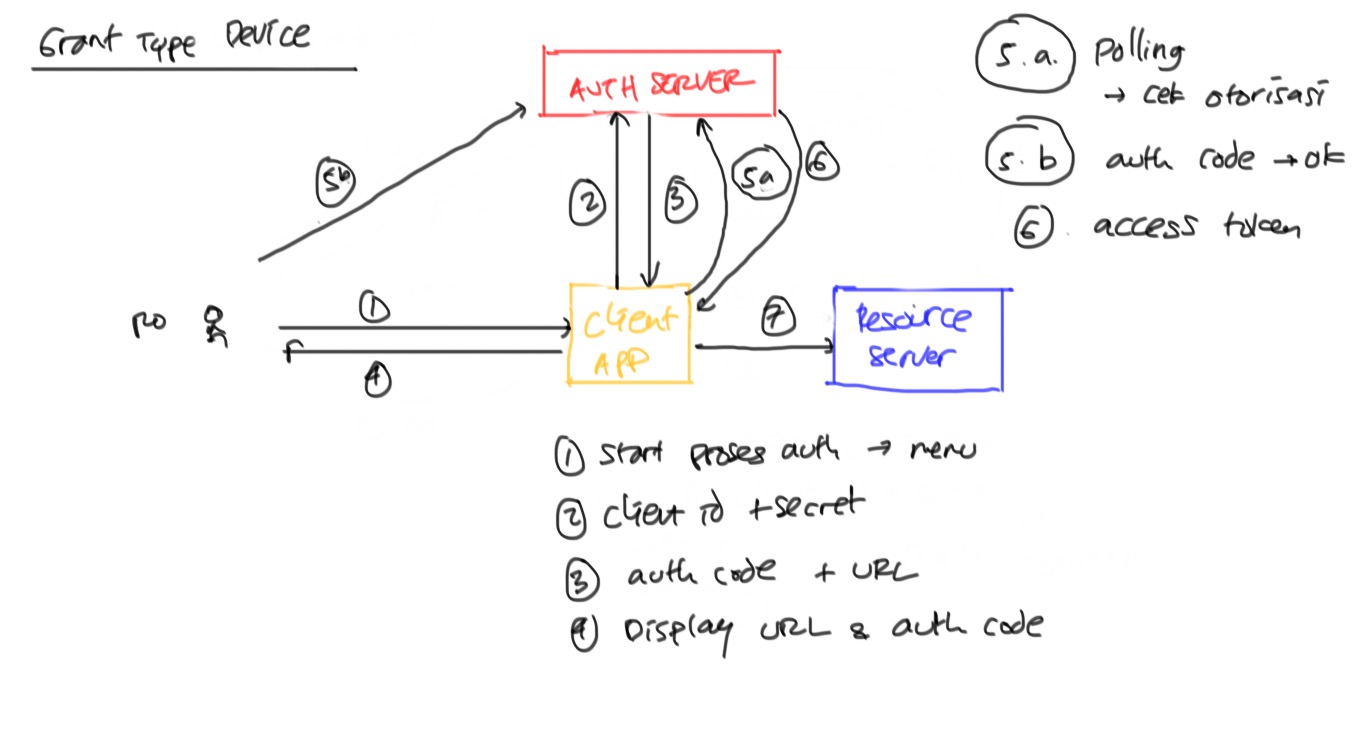 Grant Type Device
AUTH SERVER
5b
2
3
5a
6
RO
1
4
client
APP
7
Resource
server
5.a. polling
→ cek otorisasi
5.b auth code → ok
6. access token
1 start proses auth → menu
2 client id + secret
3 auth code + URL
4 Display URL & auth code